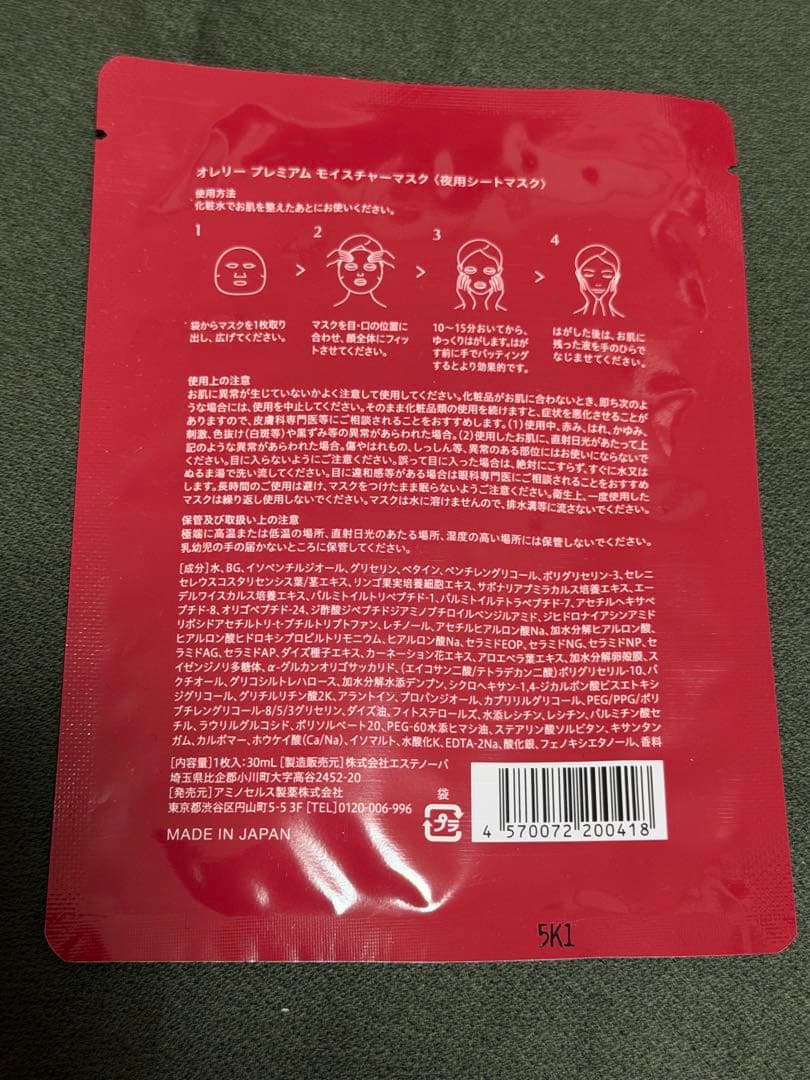 オレリー プレミアム モイスチャーマスク〈夜用シートマスク〉
使用方法
化粧水でお肌を整えたあとにお使いください。
1
2
3
4
袋からマスクを1枚取り
出し、広げてください。
マスクを目・口の位置に
合わせ、顔全体にフィッ
トさせてください。
10〜15分おいてから、
ゆっくりはがします。はが
す前に手でパッティング
するとより効果的です。
はがした後は、お肌に
残った液を手のひらで
なじませてください。
使用上の注意
お肌に異常が生じていないかよく注意して使用してください。化粧品がお肌に合わないとき、即ち次のよ
うな場合には、使用を中止してください。そのまま化粧品類の使用を続けますと、症状を悪化させることが
ありますので、皮膚科専門医等にご相談されることをおすすめします。(1)使用中、赤み、はれ、かゆみ、
刺激、色抜け(白斑等)や黒ずみ等の異常があらわれた場合。(2)使用したお肌に、直射日光があたって上
記のような異常があらわれた場合。傷やはれもの、しっしん等、異常のある部位にはお使いにならないで
ください。目に入らないようにご注意ください。誤って目に入った場合は、絶対にこすらず、すぐに水又は
ぬるま湯で洗い流してください。目に違和感等がある場合は眼科専門医にご相談されることをおすすめ
します。長時間のご使用は避け、マスクをつけたまま眠らないようご注意ください。衛生上、一度使用した
マスクは繰り返し使用しないでください。マスクは水に溶けませんので、排水溝等に流さないでください。
保管及び取扱い上の注意
極端に高温または低温の場所、直射日光のあたる場所、湿度の高い場所には保管しないでください。
乳幼児の手の届かないところに保管してください。
[成分]水、BG、イソペンチルジオール、グリセリン、ベタイン、ペンチレングリコール、ポリグリセリン-3、セレニ
セレウスコスタリセンシス葉/茎エキス、リンゴ果実培養細胞エキス、サポナリアプミラカルス培養エキス、エー
デルワイスカルス培養エキス、パルミトイルトリペプチド-1、パルミトイルテトラペプチド-7、アセチルヘキサペ
プチド-8、オリゴペプチド-24、ジ酢酸ジペプチドジアミノブチロイルベンジルアミド、ジヒドロナイアシンアミド
リボシドアセチルトリ-t-ブチルトリプトファン、レチノール、アセチルヒアルロン酸Na、加水分解ヒアルロン酸、
ヒアルロン酸ヒドロキシプロピルトリモニウム、ヒアルロン酸Na、セラミドEOP、セラミドNG、セラミドNP、セ
ラミドAG、セラミドAP、ダイズ種子エキス、カーネーション花エキス、アロエベラ葉エキス、加水分解卵殻膜、ス
イゼンジノリ多糖体、α-グルカンオリゴサッカリド、(エイコサン二酸/テトラデカン二酸)ポリグリセリル-10、バ
クチオール、グリコシルトレハロース、加水分解水添デンプン、シクロヘキサン-1,4-ジカルボン酸ビスエトキシ
ジグリコール、グリチルリチン酸2K、アラントイン、プロパンジオール、カプリリルグリコール、PEG/PPG/ポリ
ブチレングリコール-8/5/3グリセリン、ダイズ油、フィトステロールズ、水添レシチン、レシチン、パルミチン酸セ
チル、ラウリルグルコシド、ポリソルベート20、PEG-60水添ヒマシ油、ステアリン酸ソルビタン、キサンタン
ガム、カルボマー、ホウケイ酸(Ca/Na)、イソマルト、水酸化K、EDTA-2Na、酸化銀、フェノキシエタノール、香料
[内容量]1枚入:30mL [製造販売元]株式会社エステノーバ
埼玉県比企郡小川町大字高谷2452-20
[発売元]アミノセルス製薬株式会社
東京都渋谷区円山町5-5 3F [TEL]0120-006-996
MADE IN JAPAN
袋
プラ
4 570072 200418
5K1